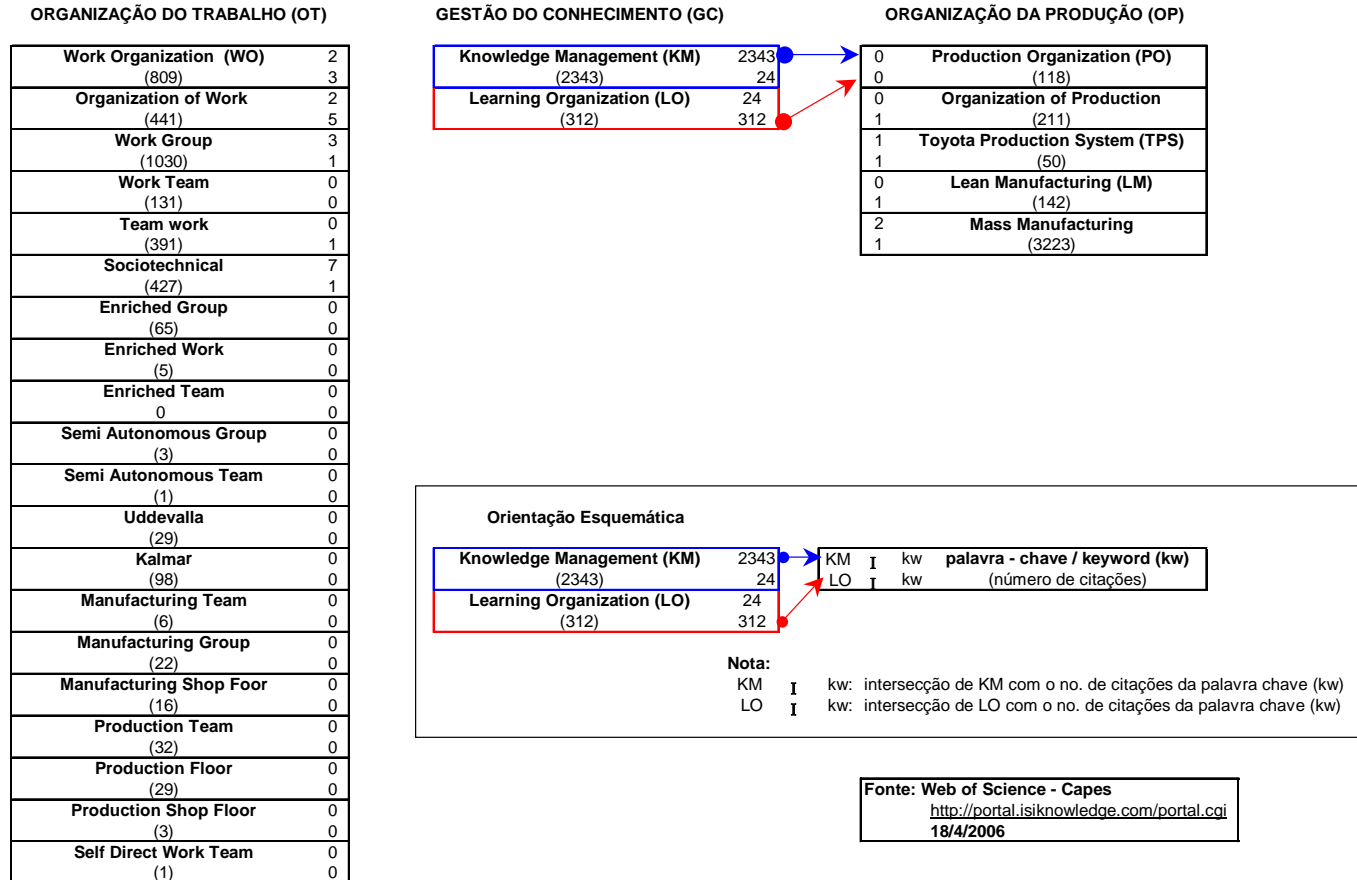 ORGANIZAÇÃO DO TRABALHO (OT)
Work Organization (WO) 2
(809) 3
Organization of Work 2
(441) 5
Work Group 3
(1030) 1
Work Team 0
(131) 0
Team work 0
(391) 1
Sociotechnical 7
(427) 1
Enriched Group 0
(65) 0
Enriched Work 0
(5) 0
Enriched Team 0
0 0
Semi Autonomous Group 0
(3) 0
Semi Autonomous Team 0
(1) 0
Uddevalla 0
(29) 0
Kalmar 0
(98) 0
Manufacturing Team 0
(6) 0
Manufacturing Group 0
(22) 0
Manufacturing Shop Foor 0
(16) 0
Production Team 0
(32) 0
Production Floor 0
(29) 0
Production Shop Floor 0
(3) 0
Self Direct Work Team 0
(1) 0
GESTÃO DO CONHECIMENTO (GC)
Knowledge Management (KM) 2343
(2343) 24
Learning Organization (LO) 24
(312) 312
ORGANIZAÇÃO DA PRODUÇÃO (OP)
0 Production Organization (PO)
0 (118)
0 Organization of Production
1 (211)
1 Toyota Production System (TPS)
1 (50)
0 Lean Manufacturing (LM)
1 (142)
2 Mass Manufacturing
1 (3223)
Orientação Esquemática
Knowledge Management (KM) 2343
(2343) 24
Learning Organization (LO) 24
(312) 312
KM I kw palavra - chave / keyword (kw)
LO I kw (número de citações)
Nota:
KM I kw: intersecção de KM com o no. de citações da palavra chave (kw)
LO I kw: intersecção de LO com o no. de citações da palavra chave (kw)
Fonte: Web of Science - Capes
http://portal.isiknowledge.com/portal.cgi
18/4/2006